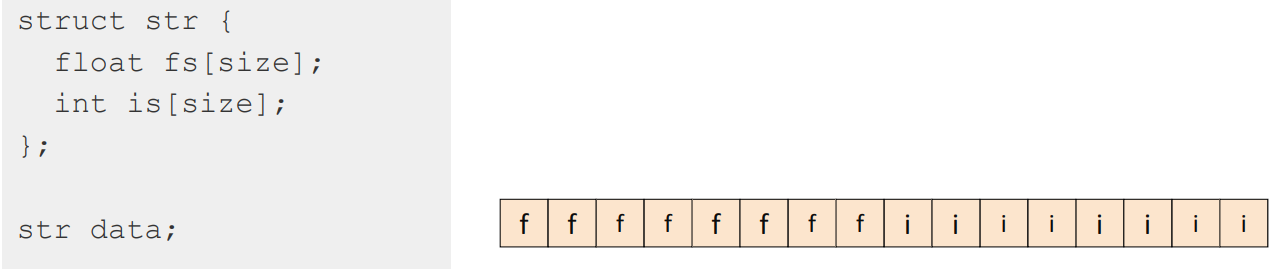 struct str {
float fs[size];
int is[size];
};
str data;
f f f f f f f f i i i i i i i i